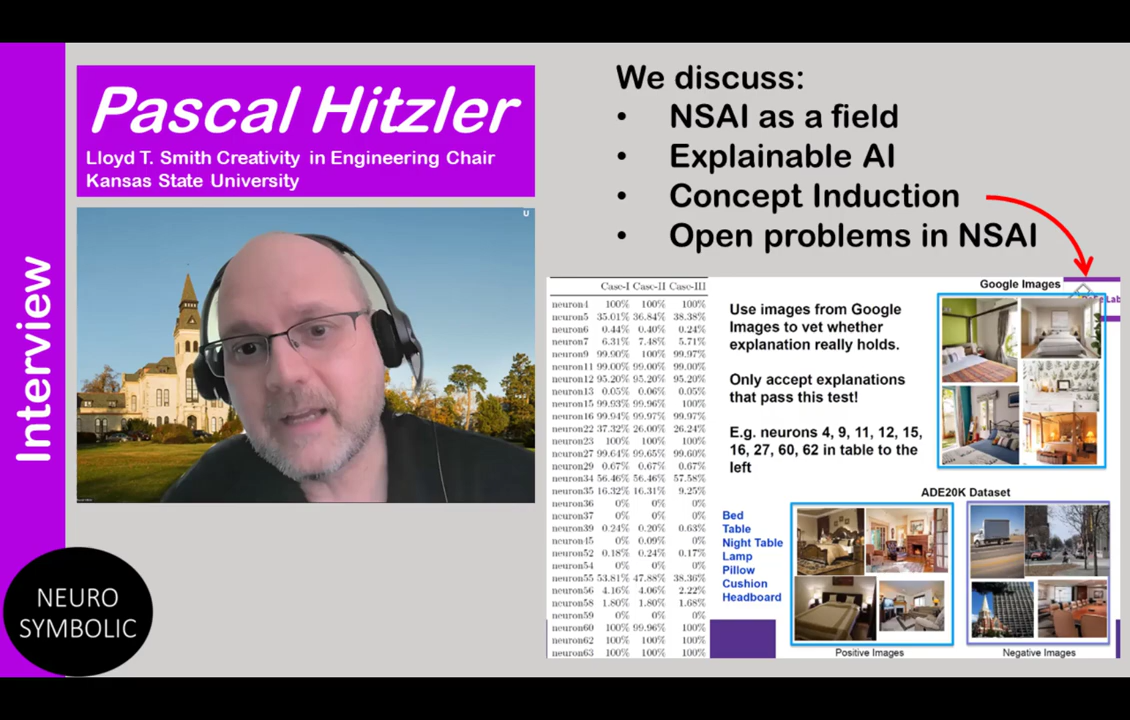 Interview
Pascal Hitzler
Lloyd T. Smith Creativity in Engineering Chair
Kansas State University
U
NEURO
SYMBOLIC
We discuss:
• NSAI as a field
• Explainable AI
• Concept Induction
• Open problems in NSAI
Case-I Case-II Case-III
neuron4 100% 100% 100%
neuron5 35.01% 36.84% 38.38%
neuron6 0.44% 0.40% 0.24%
neuron7 6.31% 7.48% 5.71%
neuron9 99.90% 100% 99.97%
neuron11 99.00% 99.00% 99.00%
neuron12 95.20% 95.20% 95.20%
neuron13 0.05% 0.06% 0.05%
neuron15 99.93% 99.96% 100%
neuron16 99.94% 99.97% 99.97%
neuron22 37.32% 26.00% 26.24%
neuron23 100% 100% 100%
neuron27 99.64% 99.65% 99.60%
neuron29 0.67% 0.67% 0.67%
neuron34 56.46% 56.46% 57.58%
neuron35 16.32% 16.31% 9.25%
neuron36 0% 0% 0%
neuron37 0% 0% 0%
neuron39 0.24% 0.20% 0.63%
neuron45 0% 0.09% 0%
neuron52 0.18% 0.24% 0.17%
neuron54 0% 0% 0%
neuron55 53.81% 47.88% 38.36%
neuron56 4.16% 4.06% 2.22%
neuron58 1.80% 1.80% 1.68%
neuron59 0% 0% 0%
neuron60 100% 99.96% 100%
neuron62 100% 100% 100%
neuron63 100% 100% 100%
Use images from Google
Images to vet whether
explanation really holds.
Only accept explanations
that pass this test!
E.g. neurons 4, 9, 11, 12, 15,
16, 27, 60, 62 in table to the
left
Google Images
Lab
ADE20K Dataset
Bed
Table
Night Table
Lamp
Pillow
Cushion
Headboard
Positive Images
Negative Images